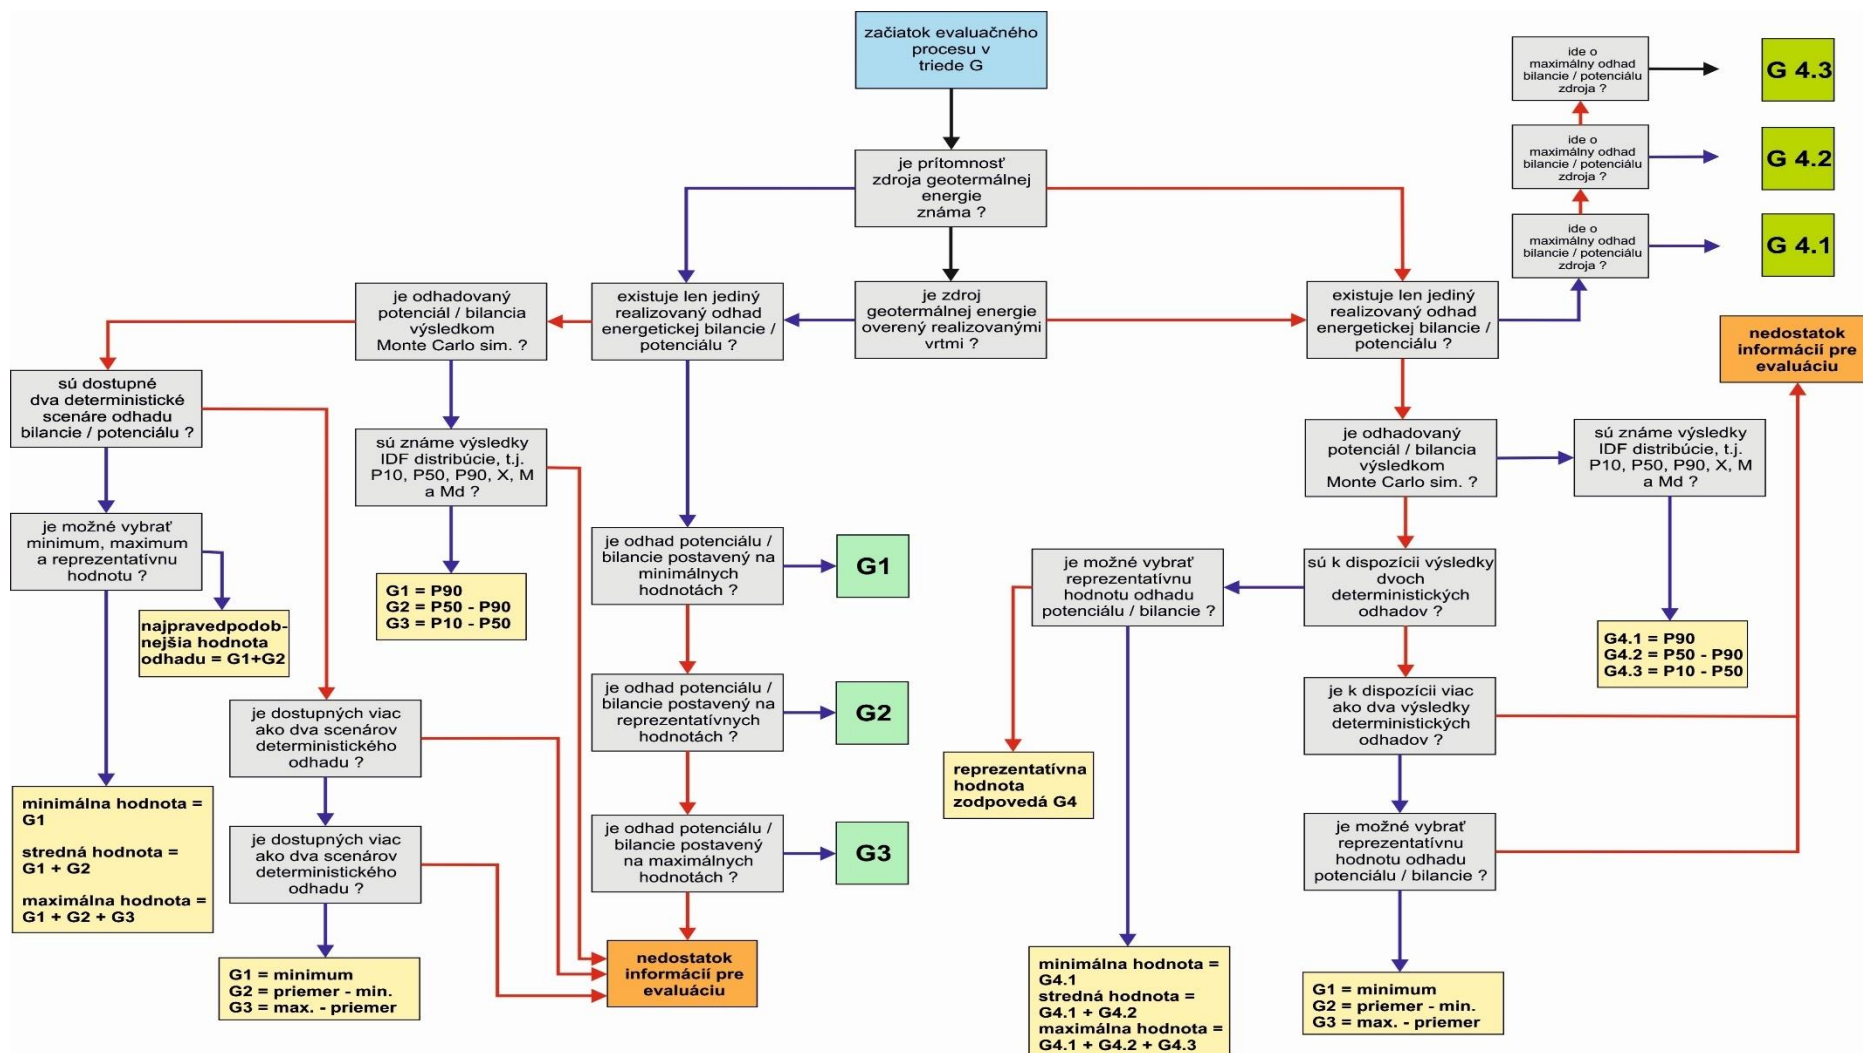 začiatok evaluačného
procesu v
triede G
ide o
maximálny odhad
bilancie / potenciálu
zdroja ?
G 4.3
ide o
maximálny odhad
bilancie / potenciálu
zdroja ?
G 4.2
ide o
maximálny odhad
bilancie / potenciálu
zdroja ?
G 4.1
je prítomnosť
zdroja geotermálnej
energie
známa ?
je odhadovaný
potenciál / bilancia
výsledkom
Monte Carlo sim. ?
existuje len jediný
realizovaný odhad
energetickej bilancie /
potenciálu ?
je zdroj
geotermálnej energie
overený realizovanými
vrtmi ?
existuje len jediný
realizovaný odhad
energetickej bilancie /
potenciálu ?
nedostatok
informácií pre
evaluáciu
sú dostupné
dva deterministické
scenáre odhadu
bilancie / potenciálu ?
sú známe výsledky
IDF distribúcie, t.j.
P10, P50, P90, X, M
a Md ?
je odhadovaný
potenciál / bilancia
výsledkom
Monte Carlo sim. ?
sú známe výsledky
IDF distribúcie, t.j.
P10, P50, P90, X, M
a Md ?
je možné vybrať
minimum, maximum
a reprezentatívnu
hodnotu ?
je odhad potenciálu /
bilancie postavený na
minimálnych
hodnotách ?
G1
je možné vybrať
reprezentatívnu
hodnotu odhadu
potenciálu / bilancie ?
sú k dispozícii výsledky
dvoch
deterministických
odhadov ?
najpravedpodob-
nejšia hodnota
odhadu = G1+G2
G1 = P90
G2 = P50 - P90
G3 = P10 - P50
G4.1 = P90
G4.2 = P50 - P90
G4.3 = P10 - P50
je dostupných viac
ako dva scenárov
deterministického
odhadu ?
je odhad potenciálu /
bilancie postavený na
reprezentatívnych
hodnotách ?
G2
je k dispozícii viac
ako dva výsledky
deterministických
odhadov ?
reprezentatívna
hodnota
zodpovedá G4
minimálna hodnota =
G1
stredná hodnota =
G1 + G2
maximálna hodnota =
G1 + G2 + G3
je dostupných viac
ako dva scenárov
deterministického
odhadu ?
je odhad potenciálu /
bilancie postavený
na maximálnych
hodnotách ?
G3
je možné vybrať
reprezentatívnu
hodnotu odhadu
potenciálu / bilancie ?
G1 = minimum
G2 = priemer - min.
G3 = max. - priemer
nedostatok
informácií pre
evaluáciu
minimálna hodnota =
G4.1
stredná hodnota =
G4.1 + G4.2
maximálna hodnota =
G4.1 + G4.2 + G4.3
G1 = minimum
G2 = priemer - min.
G3 = max. - priemer